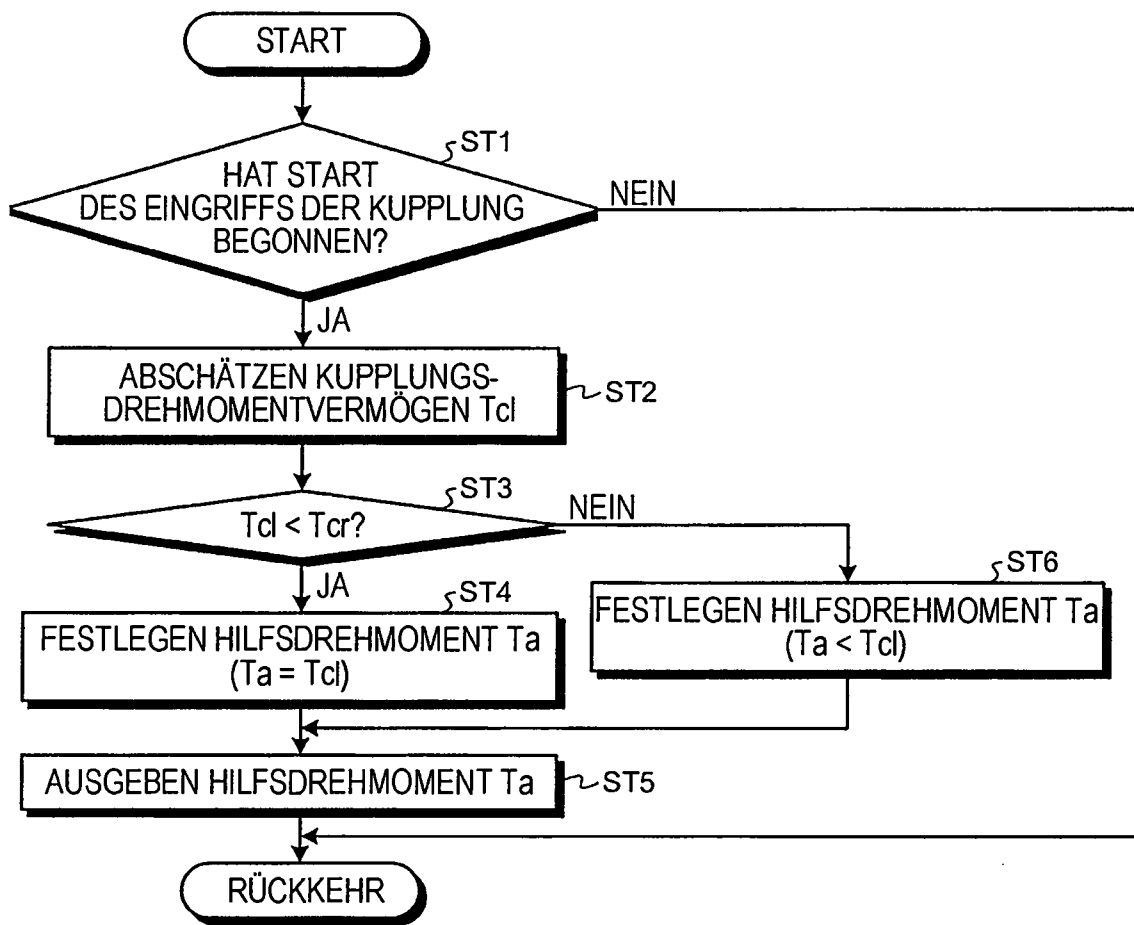 START
ST1
HAT START
DES EINGRIFFS DER KUPPLUNG
BEGONNEN?
NEIN
JA
ABSCHÄTZEN KUPPLUNGS-
DREHMOMENTVERMÖGEN Tcl
ST2
ST3
Tcl < Tcr?
NEIN
JA
ST4
FESTLEGEN HILFSDREHMOMENT Ta
(Ta = Tcl)
ST6
FESTLEGEN HILFSDREHMOMENT Ta
(Ta < Tcl)
AUSGEBEN HILFSDREHMOMENT Ta
ST5
RÜCKKEHR